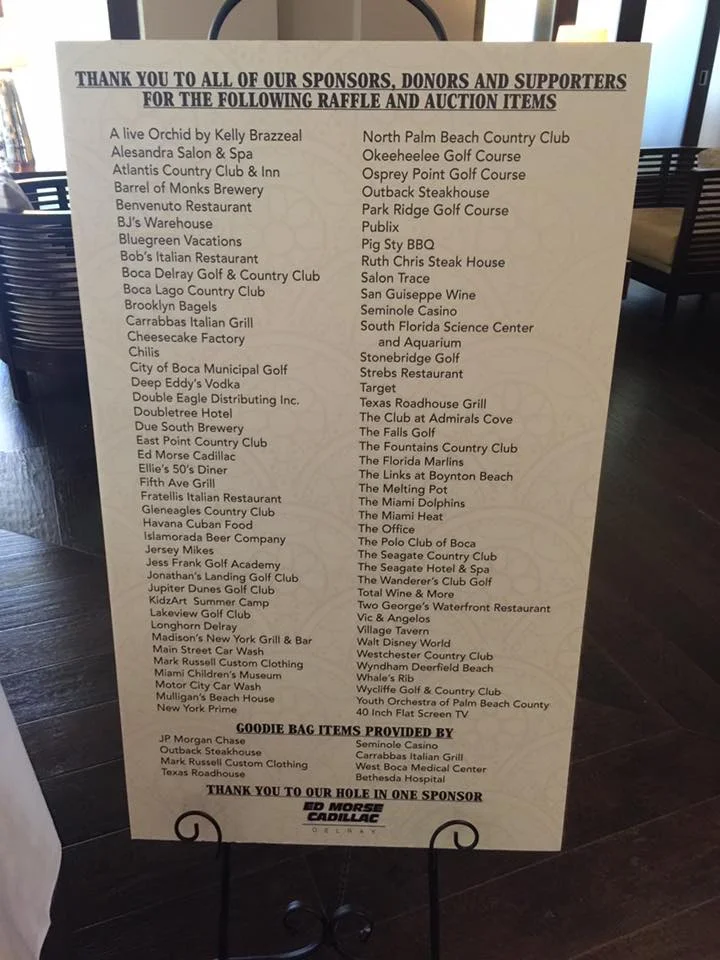 THANK YOU TO ALL OF OUR SPONSORS, DONORS AND SUPPORTERS
FOR THE FOLLOWING RAFFLE AND AUCTION ITEMS
A live Orchid by Kelly Brazzeal
Alesandra Salon & Spa
Atlantis Country Club & Inn
Barrel of Monks Brewery
Benvenuto Restaurant
BJ's Warehouse
Bluegreen Vacations
Bob's Italian Restaurant
Boca Delray Golf & Country Club
Boca Lago Country Club
Brooklyn Bagels
Carrabbas Italian Grill
Cheesecake Factory
Chilis
City of Boca Municipal Golf
Deep Eddy's Vodka
Double Eagle Distributing Inc.
Doubletree Hotel
Due South Brewery
East Point Country Club
Ed Morse Cadillac
Ellie's 50's Diner
Fifth Ave Grill
Fratellis Italian Restaurant
Gleneagles Country Club
Havana Cuban Food
Islamorada Beer Company
Jersey Mikes
Jess Frank Golf Academy
Jonathan's Landing Golf Club
Jupiter Dunes Golf Club
KidzArt Summer Camp
Lakeview Golf Club
Longhorn Delray
Madison's New York Grill & Bar
Main Street Car Wash
Mark Russell Custom Clothing
Miami Children's Museum
Motor City Car Wash
Mulligan's Beach House
New York Prime
North Palm Beach Country Club
Okeeheelee Golf Course
Osprey Point Golf Course
Outback Steakhouse
Park Ridge Golf Course
Publix
Pig Sty BBQ
Ruth Chris Steak House
Salon Trace
San Guiseppe Wine
Seminole Casino
South Florida Science Center
and Aquarium
Stonebridge Golf
Strebs Restaurant
Target
Texas Roadhouse Grill
The Club at Admirals Cove
The Falls Golf
The Fountains Country Club
The Florida Marlins
The Links at Boynton Beach
The Melting Pot
The Miami Dolphins
The Miami Heat
The Office
The Polo Club of Boca
The Seagate Country Club
The Seagate Hotel & Spa
The Wanderer's Club Golf
Total Wine & More
Two George's Waterfront Restaurant
Vic & Angelos
Village Tavern
Walt Disney World
Westchester Country Club
Wyndham Deerfield Beach
Whale's Rib
Wycliffe Golf & Country Club
Youth Orchestra of Palm Beach County
40 Inch Flat Screen TV
GOODIE BAG ITEMS PROVIDED BY
JP Morgan Chase
Outback Steakhouse
Mark Russell Custom Clothing
Texas Roadhouse
Seminole Casino
Carrabbas Italian Grill
West Boca Medical Center
Bethesda Hospital
THANK YOU TO OUR HOLE IN ONE SPONSOR
ED MORSE
CADILLAC
DELRAY